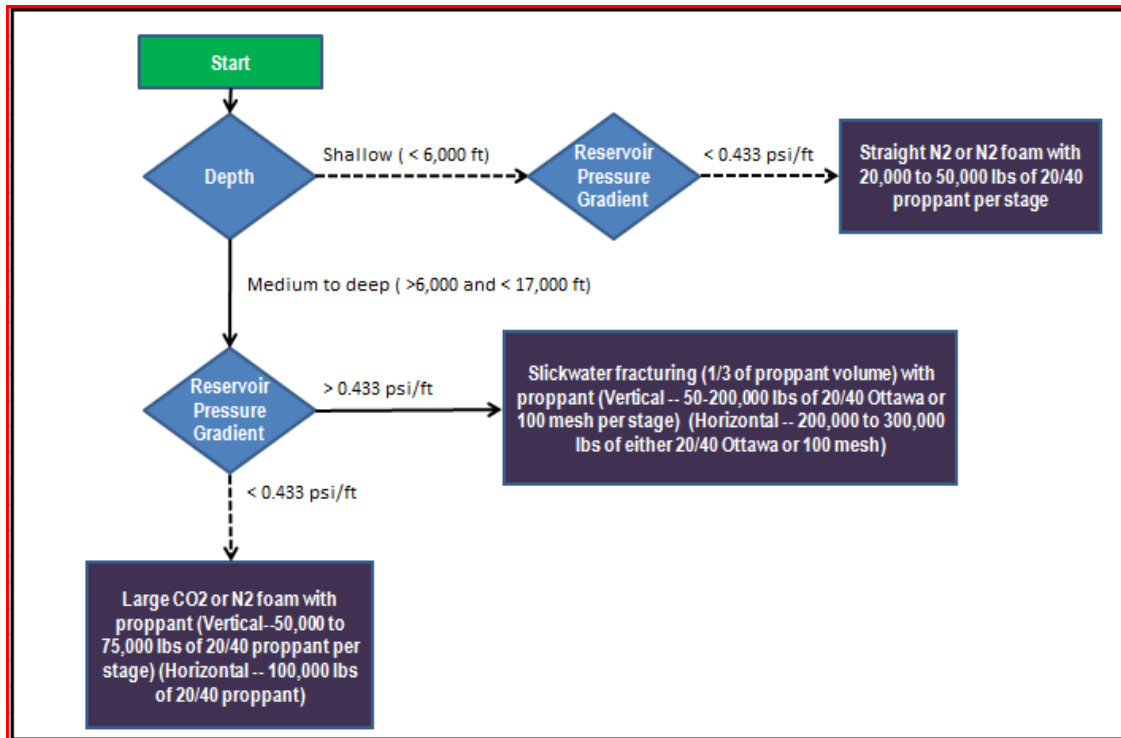 Start
Depth
Shallow ( < 6,000 ft)
Reservoir
Pressure
Gradient
< 0.433 psi/ft
Straight N2 or N2 foam with
20,000 to 50,000 lbs of 20/40
proppant per stage
Medium to deep ( >6,000 and < 17,000 ft)
Reservoir
Pressure
Gradient
> 0.433 psi/ft
Slickwater fracturing (1/3 of proppant volume) with
proppant (Vertical -- 50-200,000 lbs of 20/40 Ottawa or
100 mesh per stage) (Horizontal -- 200,000 to 300,000
lbs of either 20/40 Ottawa or 100 mesh)
< 0.433 psi/ft
Large CO2 or N2 foam with
proppant (Vertical--50,000 to
75,000 lbs of 20/40 proppant per
stage) (Horizontal -- 100,000 lbs
of 20/40 proppant)